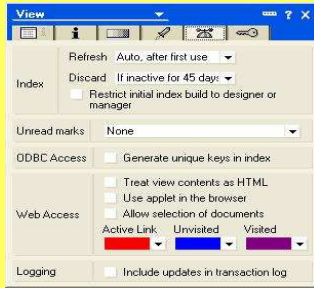 View
Refresh Auto, after first use
Index
Discard If inactive for 45 days
Restrict initial index build to designer or
manager
Unread marks None
ODBC Access Generate unique keys in index
Treat view contents as HTML
Use applet in the browser
Web Access
Allow selection of documents
Active Link Unvisited Visited
Logging Include updates in transaction log